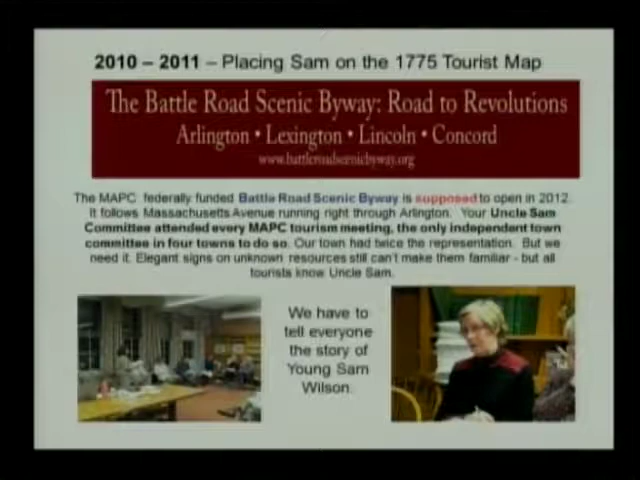 2010 – 2011 – Placing Sam on the 1775 Tourist Map
The Battle Road Scenic Byway: Road to Revolutions
Arlington • Lexington • Lincoln • Concord
www.battleroadscenicbyway.org
The MAPC federally funded Battle Road Scenic Byway is supposed to open in 2012.
It follows Massachusetts Avenue running right through Arlington. Your Uncle Sam
Committee attended every MAPC tourism meeting, the only independent town
committee in four towns to do so. Our town had twice the representation. But we
need it. Elegant signs on unknown resources still can't make them familiar - but all
tourists know Uncle Sam.
We have to
tell everyone
the story of
Young Sam
Wilson.